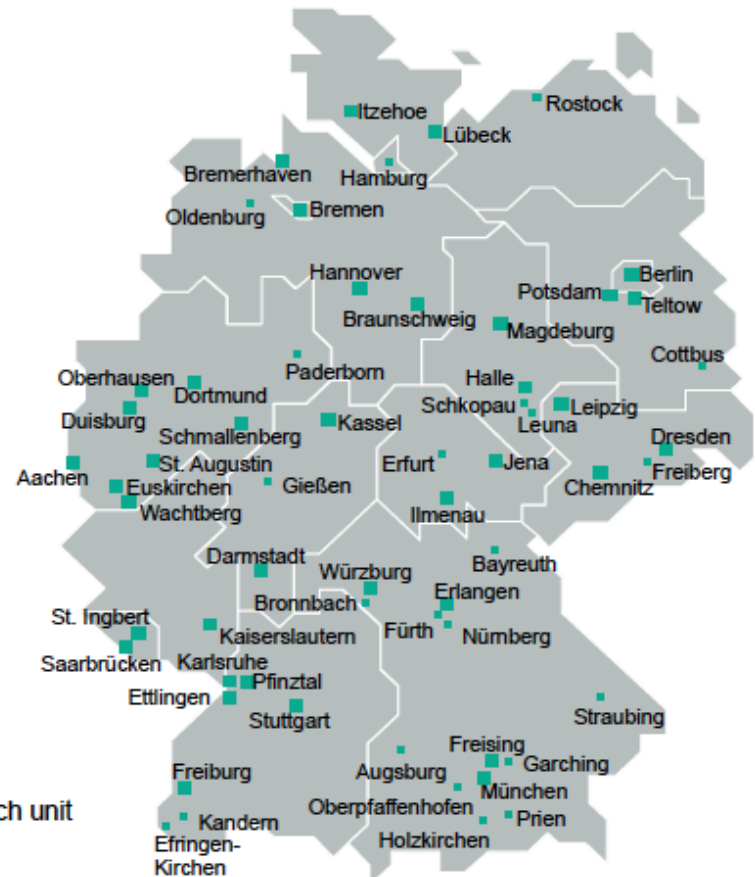 Itzehoe
Rostock
Lübeck
Bremerhaven
Hamburg
Oldenburg
Bremen
Hannover
Berlin
Potsdam
Teltow
Braunschweig
Magdeburg
Cottbus
Paderborn
Oberhausen
Dortmund
Halle
Duisburg
Schkopau
Leipzig
Leuna
Schmallenberg
Kassel
Dresden
Aachen
St. Augustin
Erfurt
Jena
Freiberg
Euskirchen
Gießen
Chemnitz
Wachtberg
Ilmenau
Darmstadt
Würzburg
Bayreuth
Bronnbach
Erlangen
St. Ingbert
Kaiserslautern
Fürth
Nürnberg
Saarbrücken
Karlsruhe
Pfinztal
Ettlingen
Stuttgart
Straubing
Freising
Augsburg
Garching
Freiburg
München
ch unit
Kandern
Oberpfaffenhofen
Prien
Holzkirchen
Efringen-
Kirchen